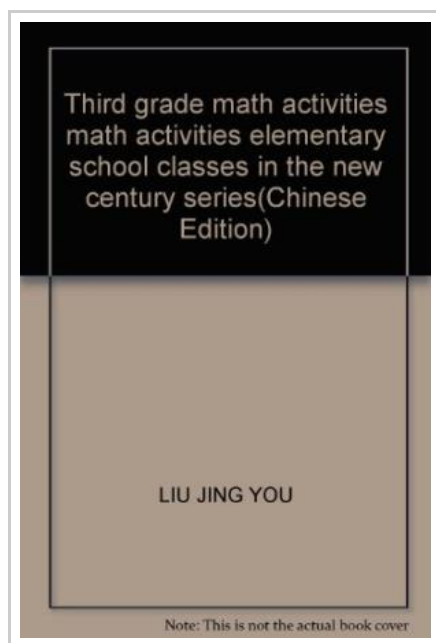 Third grade math activities
math activities elementary
school classes in the new
century series(Chinese
Edition)
LIU JING YOU
Note: This is not the actual book cover